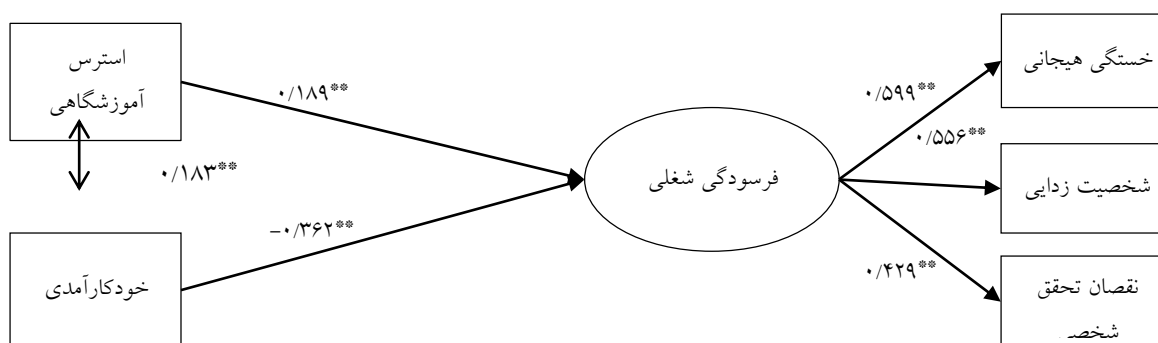 استرس
آموزشگاهی
۰/۱۸۹**
۰/۱۸۳**
-۰/۳۶۲**
خودکارآمدی
فرسودگی شغلی
۰/۵۹۹**
۰/۵۵۶**
۰/۴۲۹**
خستگی هیجانی
شخصیت زدایی
نقصان تحقق
شخصی